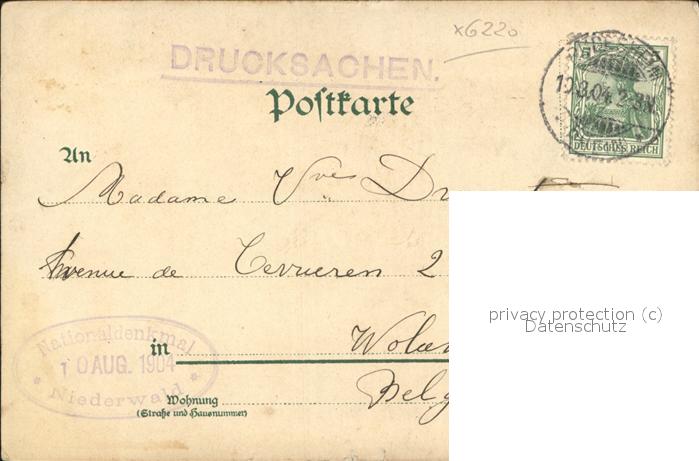 x6220
DRUCKSACHEN.
Postkarte
DEUTSCHES REICH
An
Madame Vve
Avenue de Tervueren 2
Nationaldenkmal
10 AUG. 1904
Niederwald
in
Wohnung
(Straße und Hausnummer)
privacy protection (c)
Datenschutz